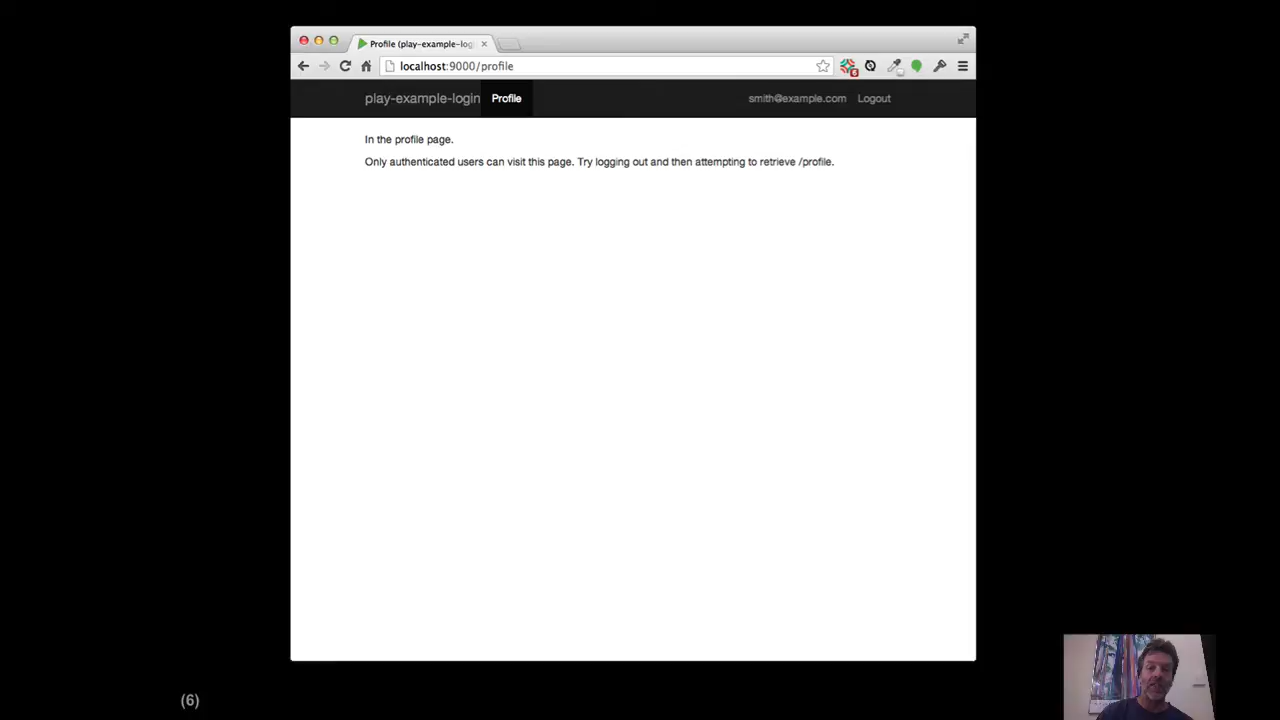 Profile (play-example-log
localhost:9000/profile
6
play-example-login Profile smith@example.com Logout
In the profile page.
Only authenticated users can visit this page. Try logging out and then attempting to retrieve /profile.
(6)